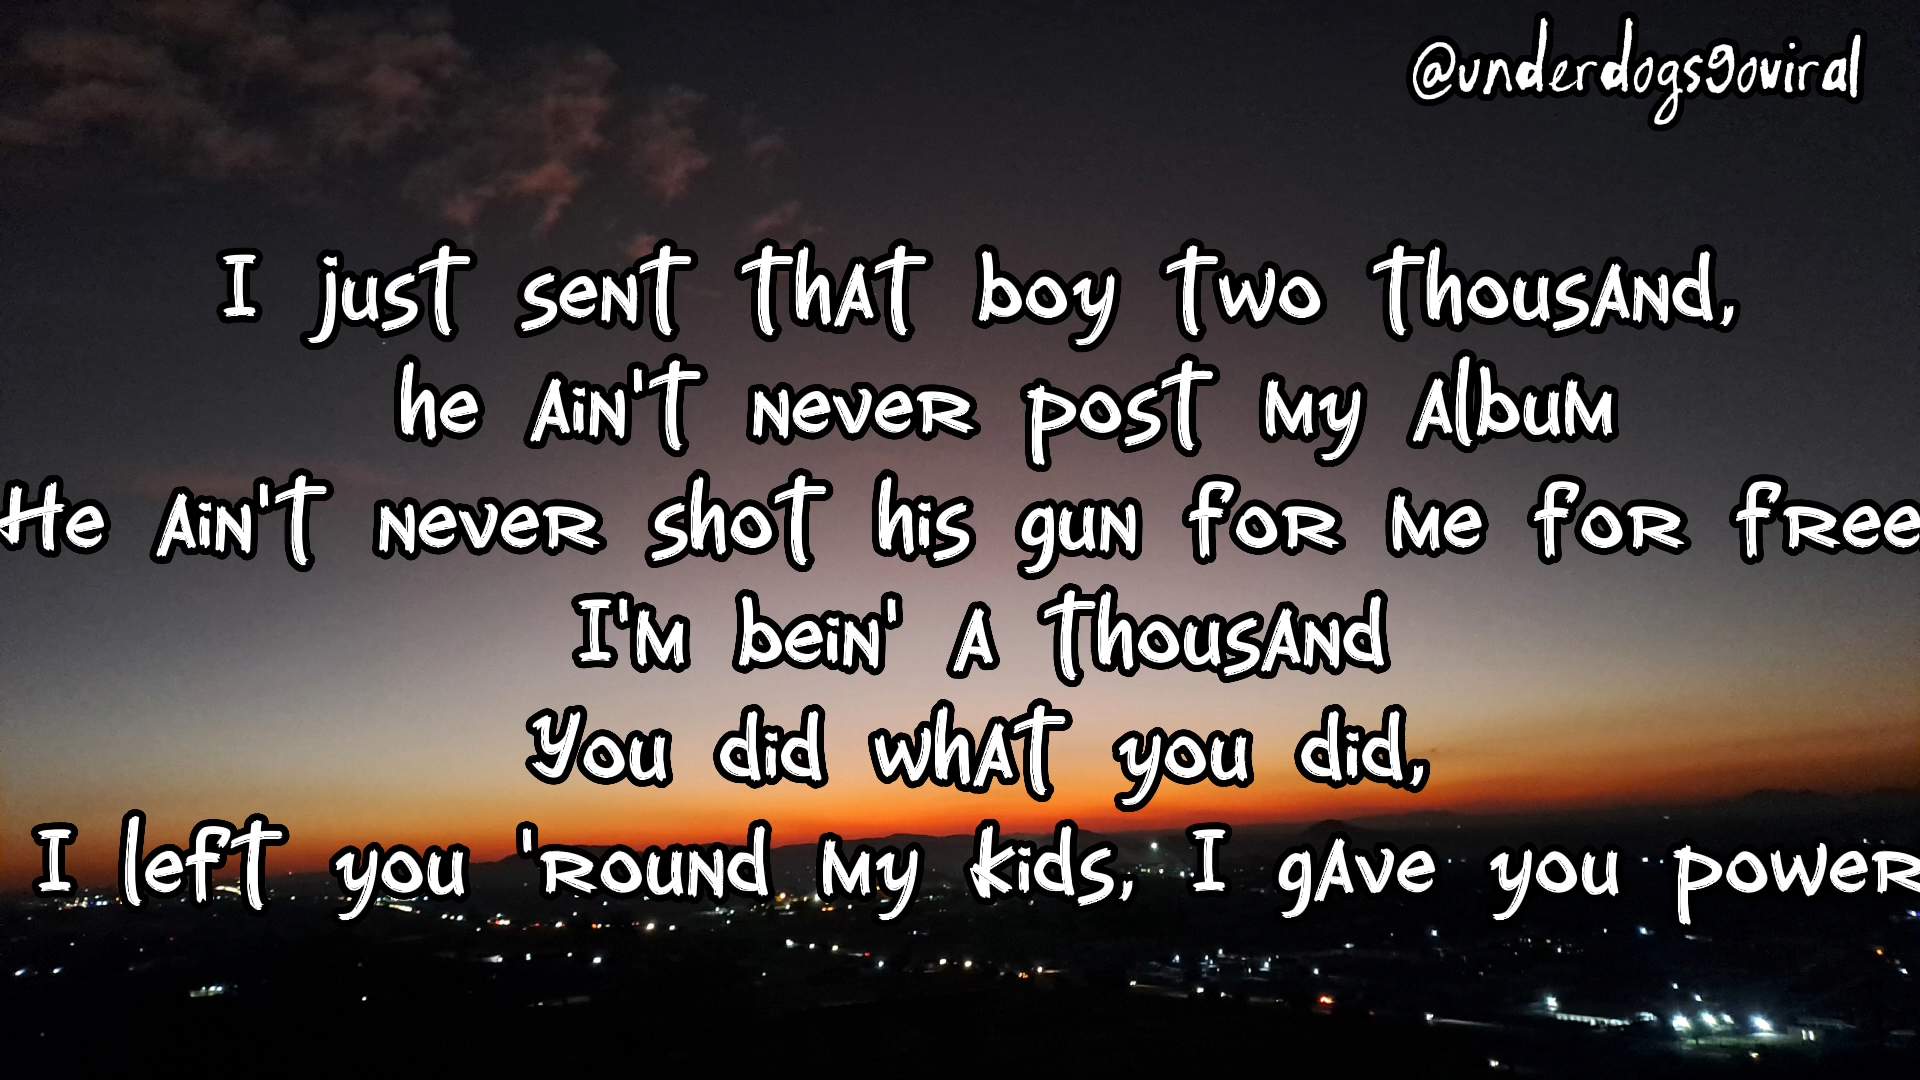 @underdogsgoviral
I just sent that boy two thousand,
he ain't never post my album
He ain't never shot his gun for me for free
I'm bein' a thousand
You did what you did,
I left you 'round my kids, I gave you power